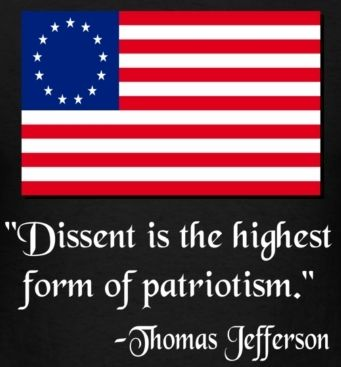 "Dissent is the highest
form of patriotism."
-Thomas Jefferson